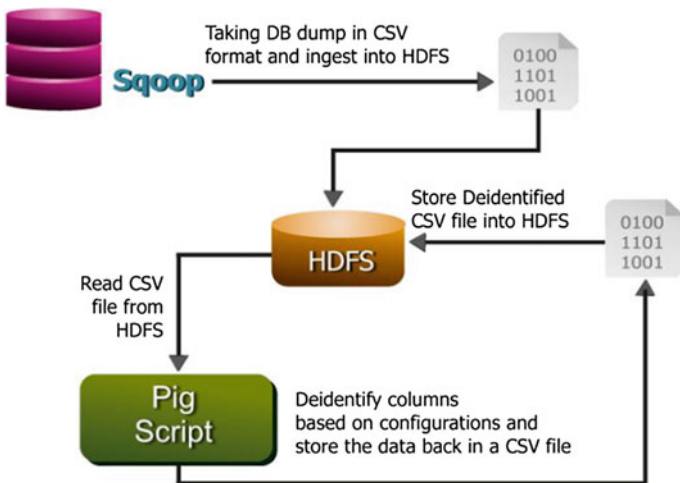 Taking DB dump in CSV
format and ingest into HDFS
Sqoop
0100
1101
1001
Store Deidentified
CSV file into HDFS
0100
1101
1001
HDFS
Read CSV
file from
HDFS
Pig
Script
Deidentify columns
based on configurations and
store the data back in a CSV file